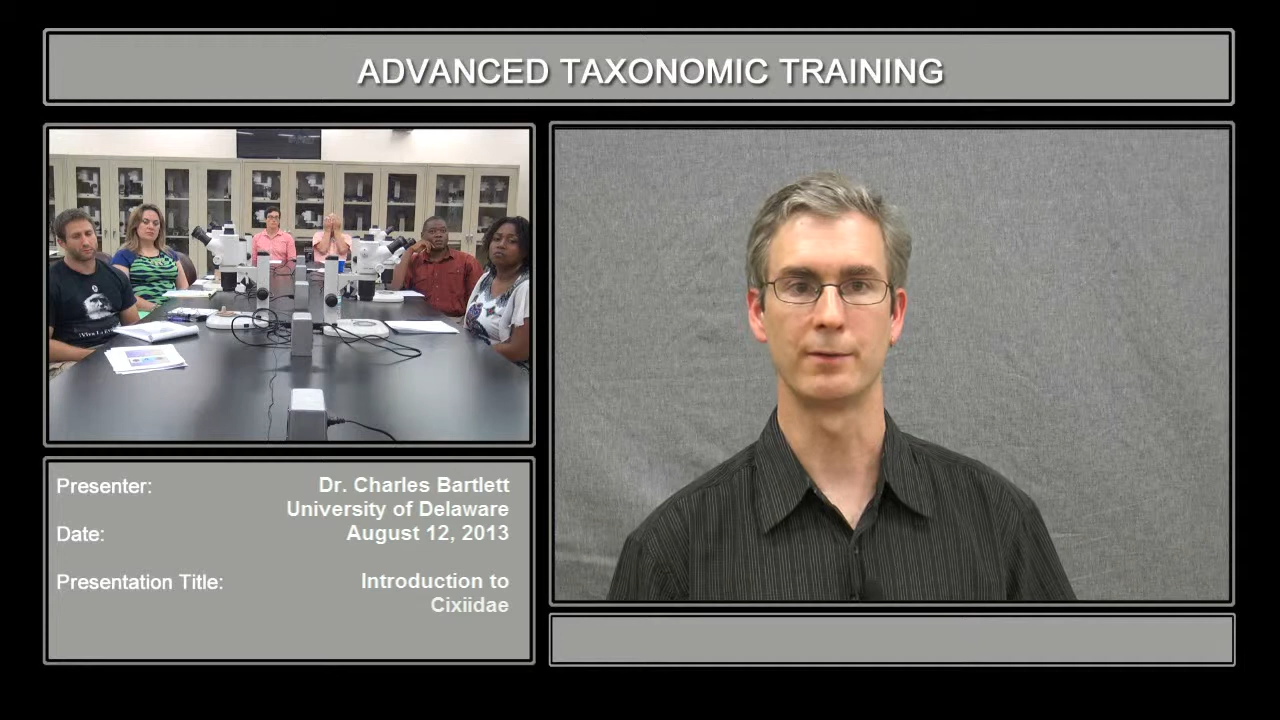 ADVANCED TAXONOMIC TRAINING
Presenter: Dr. Charles Bartlett
University of Delaware
Date: August 12, 2013
Presentation Title: Introduction to
Cixiidae